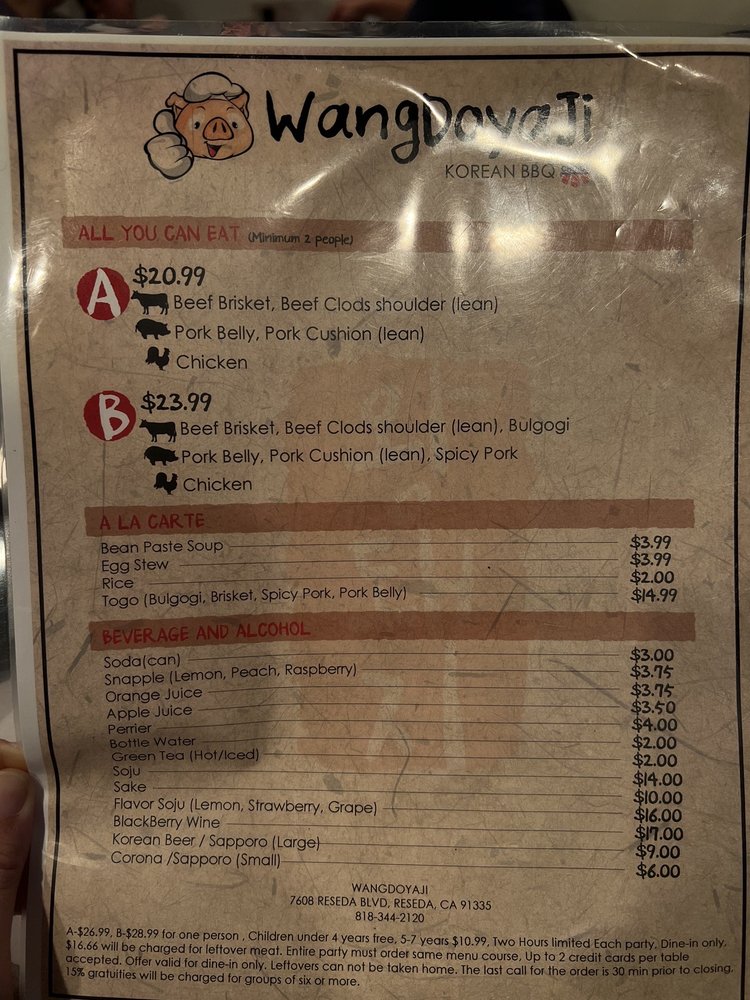 WangDoyaJi
KOREAN BBQ
ALL YOU CAN EAT (Minimum 2 people)
A $20.99
Beef Brisket, Beef Clods shoulder (lean)
Pork Belly, Pork Cushion (lean)
Chicken
B $23.99
Beef Brisket, Beef Clods shoulder (lean), Bulgogi
Pork Belly, Pork Cushion (lean), Spicy Pork
Chicken
A LA CARTE
Bean Paste Soup $3.99
Egg Stew $3.99
Rice $2.00
Togo (Bulgogi, Brisket, Spicy Pork, Pork Belly) $14.99
BEVERAGE AND ALCOHOL
Soda(can) $3.00
Snapple (Lemon, Peach, Raspberry) $3.75
Orange Juice $3.75
Apple Juice $3.50
Perrier $4.00
Bottle Water $2.00
Green Tea (Hot/Iced) $2.00
Soju $14.00
Sake $10.00
Flavor Soju (Lemon, Strawberry, Grape) $16.00
BlackBerry Wine $17.00
Korean Beer / Sapporo (Large) $9.00
Corona /Sapporo (Small) $6.00
WANGDOYAJI
7608 RESEDA BLVD, RESEDA, CA 91335
818-344-2120
A-$26.99, B-$28.99 for one person , Children under 4 years free, 5-7 years $10.99, Two Hours limited Each party, Dine-in only,
$16.66 will be charged for leftover meat. Entire party must order same menu course, Up to 2 credit cards per table
accepted. Offer valid for dine-in only. Leftovers can not be taken home. The last call for the order is 30 min prior to closing,
15% gratuities will be charged for groups of six or more.